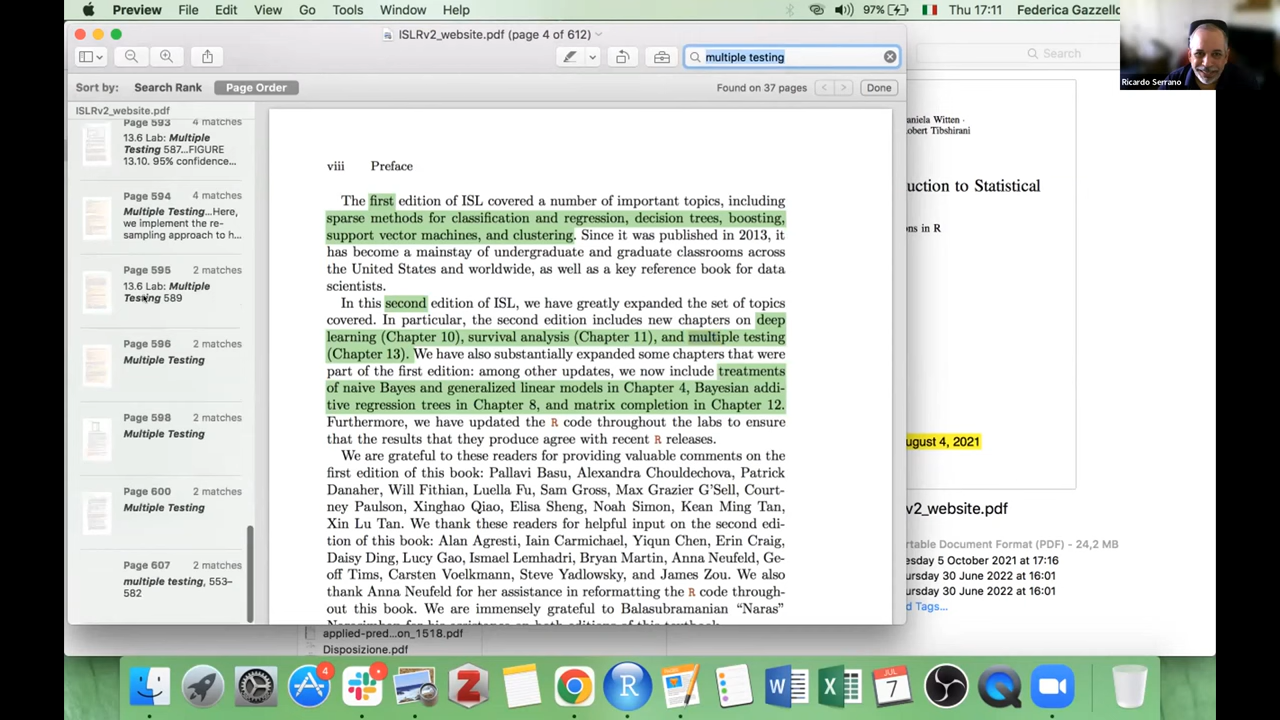 Preview File Edit View Go Tools Window Help
97% Thu 17:11 Federica Gazzello
ISLRv2_website.pdf (page 4 of 612)
multiple testing
Search
Sort by: Search Rank Page Order
Found on 37 pages
Done
ISLRv2_website.pdf
Page 593 4 matches
13.6 Lab: Multiple
Testing 587...FIGURE
13.10. 95% confidence...
Page 594 4 matches
Multiple Testing...Here,
we implement the re-
sampling approach to h...
Page 595 2 matches
13.6 Lab: Multiple
Testing 589
Page 596 2 matches
Multiple Testing
Page 598 2 matches
Multiple Testing
Page 600 2 matches
Multiple Testing
Page 607 2 matches
multiple testing, 553–
582
viii Preface
The first edition of ISL covered a number of important topics, including
sparse methods for classification and regression, decision trees, boosting,
support vector machines, and clustering. Since it was published in 2013, it
has become a mainstay of undergraduate and graduate classrooms across
the United States and worldwide, as well as a key reference book for data
scientists.
In this second edition of ISL, we have greatly expanded the set of topics
covered. In particular, the second edition includes new chapters on deep
learning (Chapter 10), survival analysis (Chapter 11), and multiple testing
(Chapter 13). We have also substantially expanded some chapters that were
part of the first edition: among other updates, we now include treatments
of naive Bayes and generalized linear models in Chapter 4, Bayesian addi-
tive regression trees in Chapter 8, and matrix completion in Chapter 12.
Furthermore, we have updated the R code throughout the labs to ensure
that the results that they produce agree with recent R releases.
We are grateful to these readers for providing valuable comments on the
first edition of this book: Pallavi Basu, Alexandra Chouldechova, Patrick
Danaher, Will Fithian, Luella Fu, Sam Gross, Max Grazier G'Sell, Court-
ney Paulson, Xinghao Qiao, Elisa Sheng, Noah Simon, Kean Ming Tan,
Xin Lu Tan. We thank these readers for helpful input on the second edi-
tion of this book: Alan Agresti, Iain Carmichael, Yiqun Chen, Erin Craig,
Daisy Ding, Lucy Gao, Ismael Lemhadri, Bryan Martin, Anna Neufeld, Ge-
off Tims, Carsten Voelkmann, Steve Yadlowsky, and James Zou. We also
thank Anna Neufeld for her assistance in reformatting the R code through-
out this book. We are immensely grateful to Balasubramanian “Naras”
aniela Witten ·
obert Tibshirani
uction to Statistical
ons in R
ugust 4, 2021
v2_website.pdf
rtable Document Format (PDF) - 24,2 MB
uesday 5 October 2021 at 17:16
ursday 30 June 2022 at 16:01
ursday 30 June 2022 at 16:01
d Tags...
applied-pred...on_1518.pdf
Disposizione.pdf
Ricardo Serrano
4
JUL
7